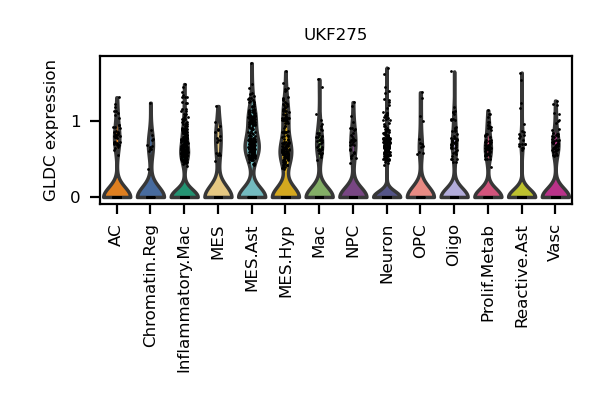 UKF275
GLDC expression
1
0
AC
Chromatin.Reg
Inflammatory.Mac
MES
MES.Ast
MES.Hyp
Mac
NPC
Neuron
OPC
Oligo
Prolif.Metab
Reactive.Ast
Vasc